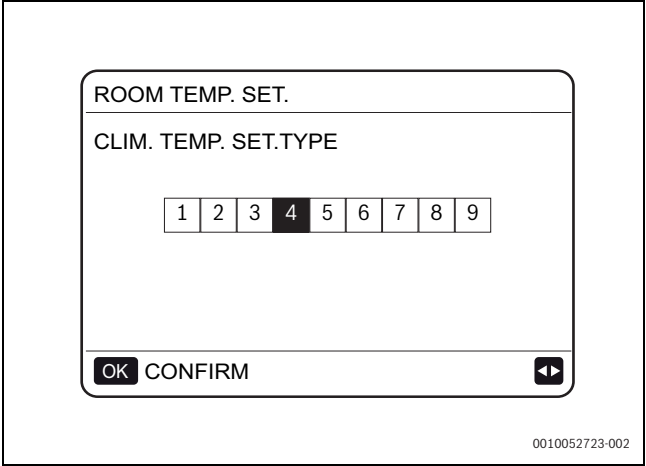 ROOM TEMP. SET.
CLIM. TEMP. SET.TYPE
1 2 3 4 5 6 7 8 9
OK CONFIRM
0010052723-002